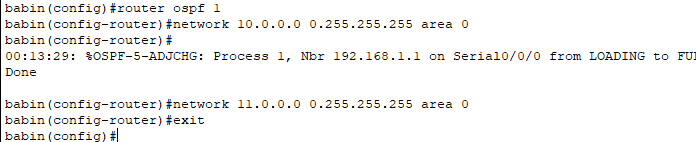 babin(config)#router ospf 1
babin(config-router)#network 10.0.0.0 0.255.255.255 area 0
babin(config-router)#
00:13:29: %OSPF-5-ADJCHG: Process 1, Nbr 192.168.1.1 on Serial0/0/0 from LOADING to
Done
babin(config-router)#network 11.0.0.0 0.255.255.255 area 0
babin(config-router)#exit
babin(config)#